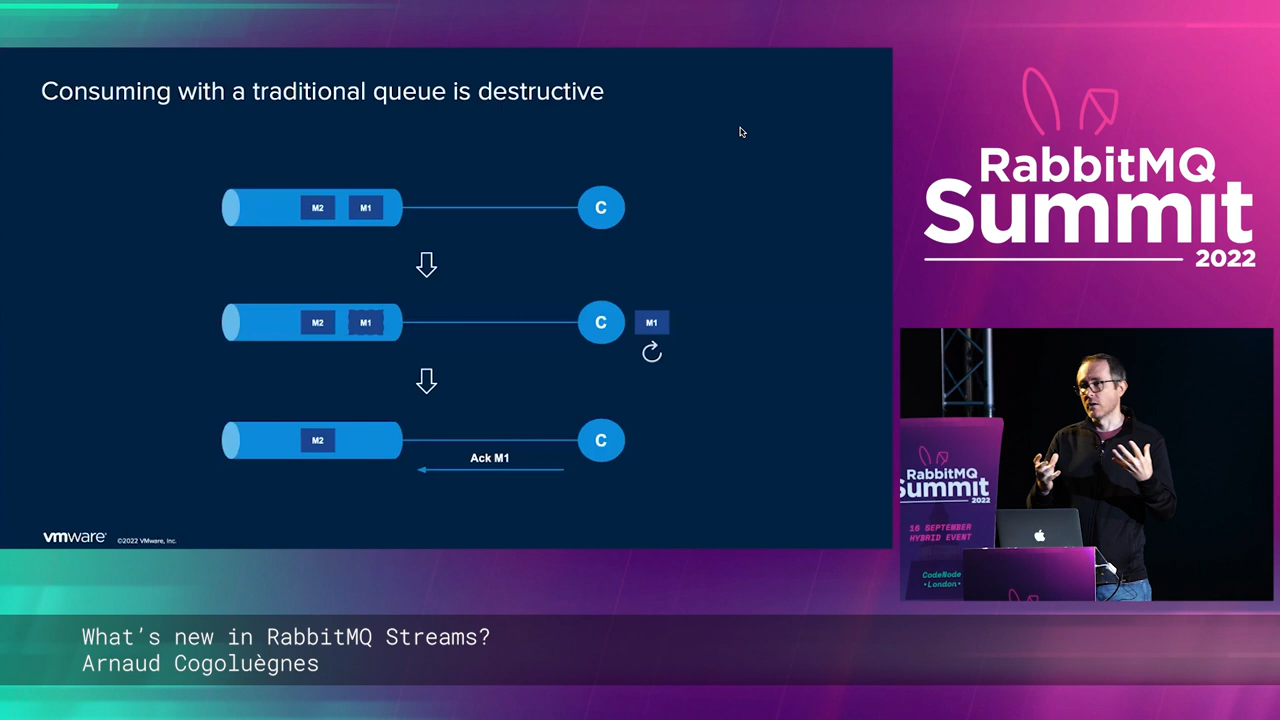 Consuming with a traditional queue is destructive
M2
M1
C
M2
M1
C
M1
M2
C
Ack M1
vmware
©2022 VMware, Inc.
RabbitMQ
Summit
2022
RabbitMQ
Summit
2022
16 SEPTEMBER
HYBRID EVENT
CodeNode
•London•
What's new in RabbitMQ Streams?
Arnaud Cogoluègnes